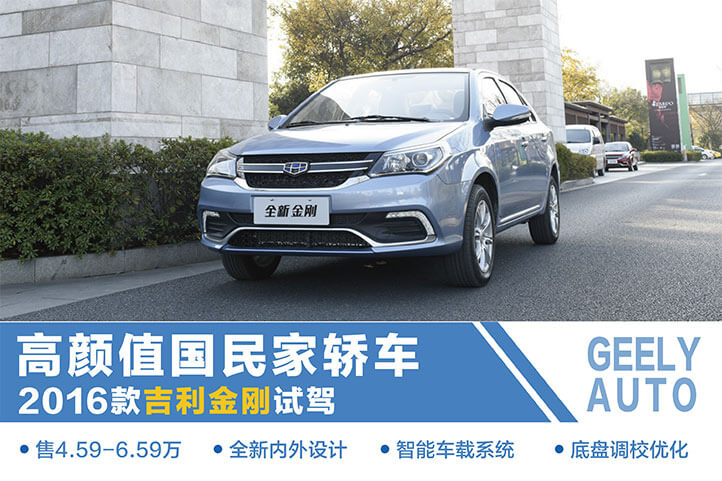 全新金刚
高颜值国民家轿车
2016款吉利金刚试驾
GEELY
AUTO
• 售4.59-6.59万
• 全新内外设计
• 智能车载系统
• 底盘调校优化